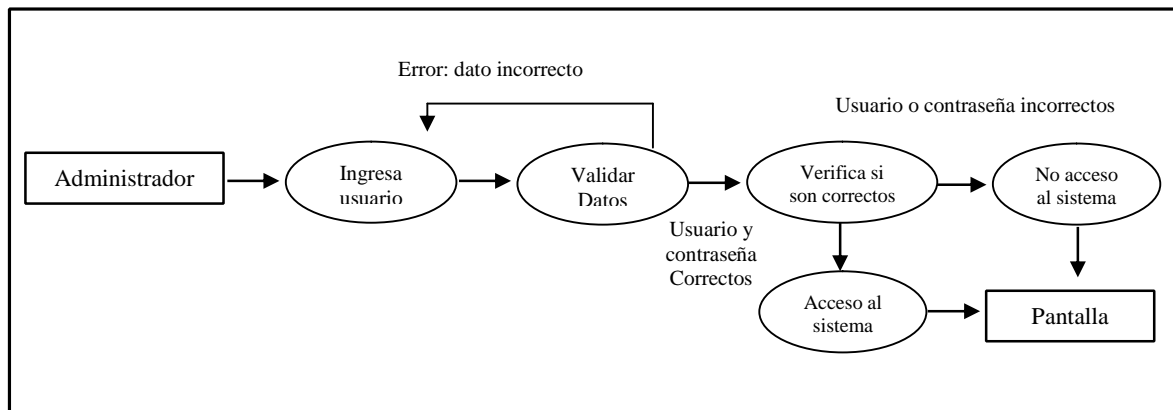 Error: dato incorrecto
Usuario o contraseña incorrectos
Administrador
Ingresa
usuario
Validar
Datos
Verifica si
son correctos
No acceso
al sistema
Usuario y
contraseña
Correctos
Acceso al
sistema
Pantalla